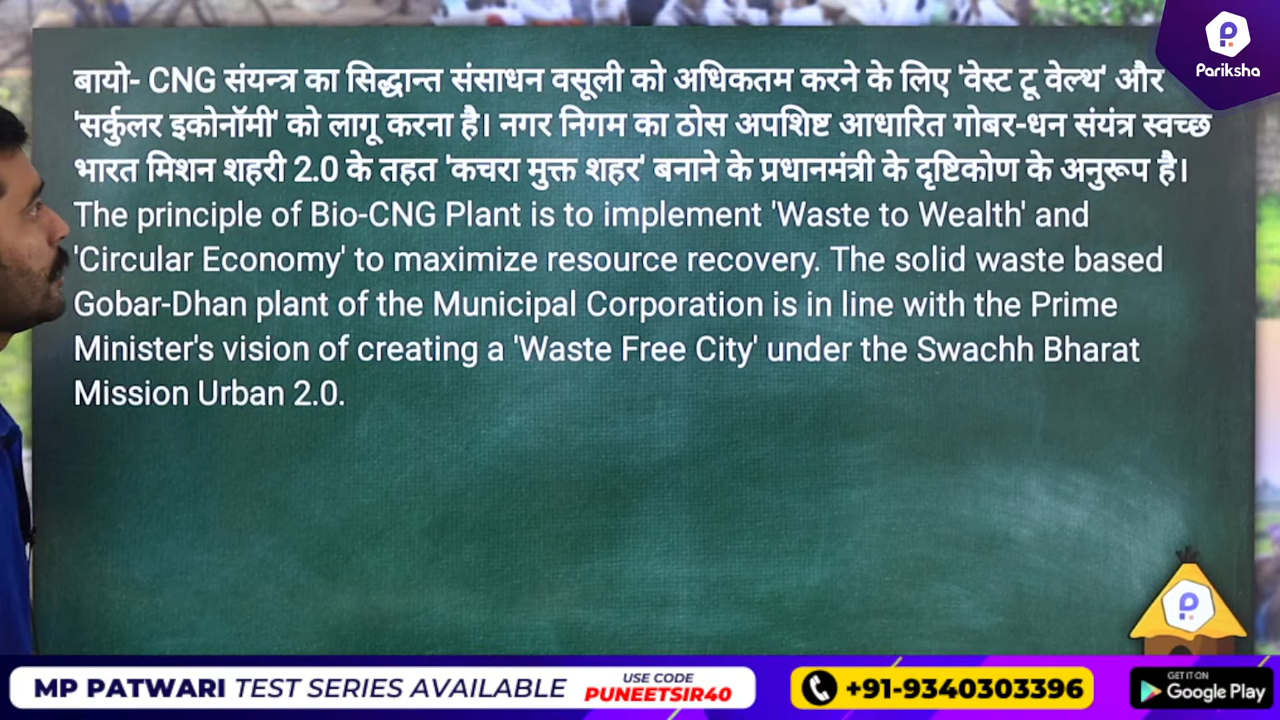 बायो- CNG संयन्त्र का सिद्धान्त संसाधन वसूली को अधिकतम करने के लिए 'वेस्ट टू वेल्थ' और
'सर्कुलर इकोनॉमी' को लागू करना है। नगर निगम का ठोस अपशिष्ट आधारित गोबर-धन संयंत्र स्वच्छ
भारत मिशन शहरी 2.0 के तहत 'कचरा मुक्त शहर' बनाने के प्रधानमंत्री के दृष्टिकोण के अनुरूप है।
The principle of Bio-CNG Plant is to implement 'Waste to Wealth' and
'Circular Economy' to maximize resource recovery. The solid waste based
Gobar-Dhan plant of the Municipal Corporation is in line with the Prime
Minister's vision of creating a 'Waste Free City' under the Swachh Bharat
Mission Urban 2.0.
Pariksha
MP PATWARI TEST SERIES AVAILABLE
USE CODE
PUNEETSIR40
+91-9340303396
GET IT ON
Google Play